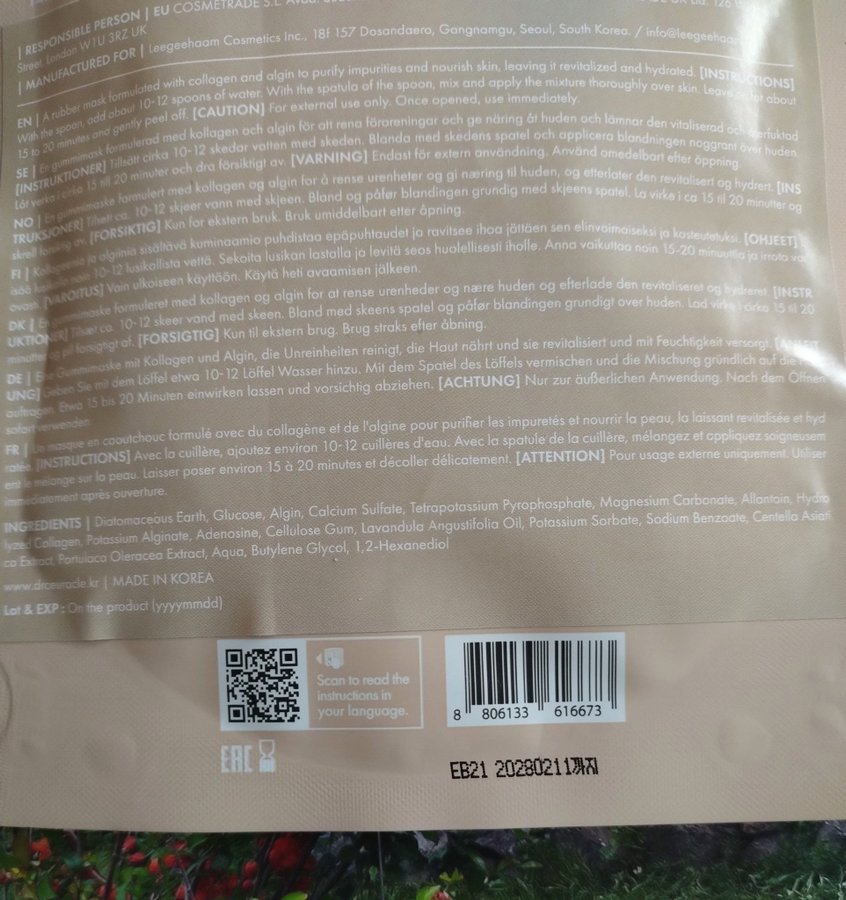 | RESPONSIBLE PERSON | EU COSMETRADE S.L
Street London W1U 3RZ UK
| MANUFACTURED FOR | Leegeehaam Cosmetics Inc., 18f 157 Dosandaero, Gangnamgu, Seoul, South Korea. / info@leegeehaa
EN | A rubber mask formulated with collagen and algin to purify impurities and nourish skin, leaving it revitalized and hydrated. [INSTRUCTIONS]
With the spoon, add about 10-12 spoons of water. With the spatula of the spoon, mix and apply the mixture thoroughly over skin. Leave on for about
15 to 20 minutes and gently peel off. [CAUTION] For external use only. Once opened, use immediately.
SE | En gummimask formulerad med kollagen och algin för att rena föroreningar och ge näring åt huden och lämnar den vitaliserad och återfuktad
[INSTRUKTIONER] Tillsätt cirka 10-12 skedar vatten med skeden. Blanda med skedens spatel och applicera blandningen noggrant över huden.
Låt verka i cirka 15 till 20 minuter och dra försiktigt av. [VARNING] Endast för extern användning. Använd omedelbart efter öppning.
NO | En gummimaske formulert med kollagen og algin for å rense urenheter og gi næring til huden, og etterlater den revitalisert og hydrert. [INS
TRUKSJONER] Tilsett ca. 10-12 skjeer vann med skjeen. Bland og påfør blandingen grundig med skjeens spatel. La virke i ca 15 til 20 minutter og
skrell forsiktig av. [FORSIKTIG] Kun for ekstern bruk. Bruk umiddelbart etter åpning.
FI | Kollageenia ja algiinia sisältävä kuminaamio puhdistaa epäpuhtaudet ja ravitsee ihoa jättäen sen elinvoimaiseksi ja kosteutetuksi. [OHJEET]
isöö lusikalla noin 10-12 lusikollista vettä. Sekoita lusikan lastalla ja levitä seos huolellisesti iholle. Anna vaikuttaa noin 15-20 minuuttia ja irrota
ovasti. [VAROITUS] Vain ulkoiseen käyttöön. Käytä heti avaamisen jälkeen.
DK | En gummimaske formuleret med kollagen og algin for at rense urenheder og nære huden og efterlade den revitaliseret og hydreret. [INSTR
UKTIONER] Tilsæt ca. 10-12 skeer vand med skeen. Bland med skeens spatel og påfør blandingen grundigt over huden. Lad virke i cirka 15 til 20
minutter og pil forsigtigt af. [FORSIGTIG] Kun til ekstern brug. Brug straks efter åbning.
DE | Eine Gummimaske mit Kollagen und Algin, die Unreinheiten reinigt, die Haut nährt und sie revitalisiert und mit Feuchtigkeit versorgt. [ANLEIT
UNG] Geben Sie mit dem Löffel etwa 10-12 Löffel Wasser hinzu. Mit dem Spatel des Löffels vermischen und die Mischung gründlich auf die
auftragen. Etwa 15 bis 20 Minuten einwirken lassen und vorsichtig abziehen. [ACHTUNG] Nur zur äußerlichen Anwendung. Nach dem Öffnen
sofort verwenden.
FR | Un masque en caoutchouc formulé avec du collagène et de l'algine pour purifier les impuretés et nourrir la peau, la laissant revitalisée et hyd
ratée. [INSTRUCTIONS] Avec la cuillère, ajoutez environ 10-12 cuillères d'eau. Avec la spatule de la cuillère, mélangez et appliquez soigneusem
ent le mélange sur la peau. Laisser poser environ 15 à 20 minutes et décoller délicatement. [ATTENTION] Pour usage externe uniquement. Utiliser
immédiatement après ouverture.
INGREDIENTS | Diatomaceous Earth, Glucose, Algin, Calcium Sulfate, Tetrapotassium Pyrophosphate, Magnesium Carbonate, Allantoin, Hydro
lyzed Collagen, Potassium Alginate, Adenosine, Cellulose Gum, Lavandula Angustifolia Oil, Potassium Sorbate, Sodium Benzoate, Centella Asiati
ca Extract, Portulaca Oleracea Extract, Aqua, Butylene Glycol, 1,2-Hexanediol
www.droeuracle.kr | MADE IN KOREA
Lot & EXP : On the product (yyyymmdd)
Scan to read the
instructions in
your language.
8 806133 616673
EAC
EB21 20280211까지